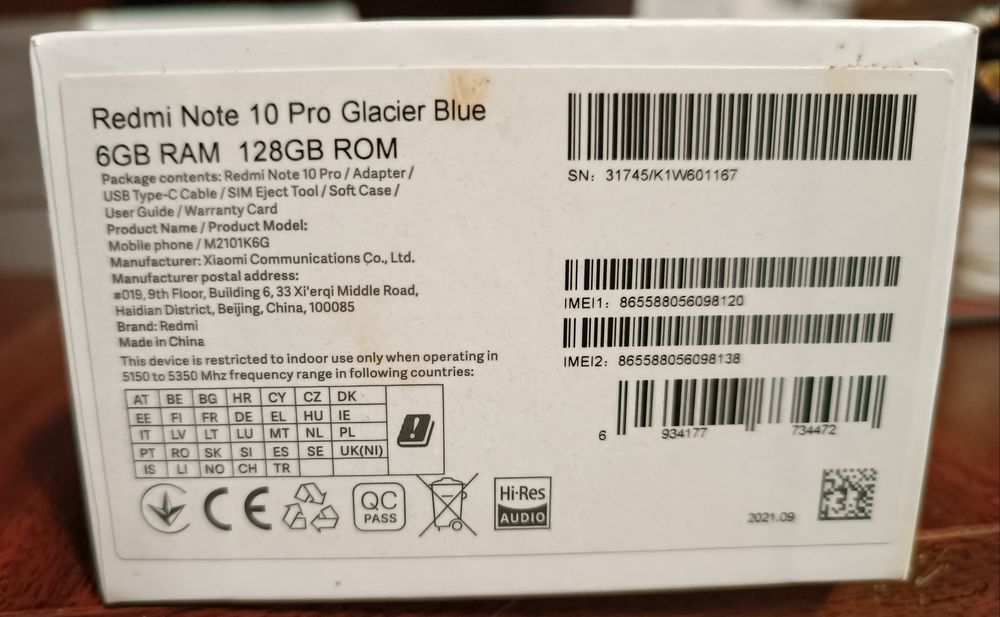 Redmi Note 10 Pro Glacier Blue
6GB RAM 128GB ROM
Package contents: Redmi Note 10 Pro / Adapter /
USB Type-C Cable / SIM Eject Tool / Soft Case /
User Guide / Warranty Card
Product Name / Product Model:
Mobile phone / M2101K6G
Manufacturer: Xiaomi Communications Co., Ltd.
Manufacturer postal address:
#019, 9th Floor, Building 6, 33 Xi'erqi Middle Road,
Haidian District, Beijing, China, 100085
Brand: Redmi
Made in China
This device is restricted to indoor use only when operating in
5150 to 5350 Mhz frequency range in following countries:
AT BE BG HR CY CZ DK
EE FI FR DE EL HU IE
IT LV LT LU MT NL PL
PT RO SK SI ES SE UK(NI)
IS LI NO CH TR
CE
QC
PASS
Hi-Res
AUDIO
SN: 31745/K1W601167
IMEI1: 865588056098120
IMEI2: 865588056098138
6 934177 734472
2021.09